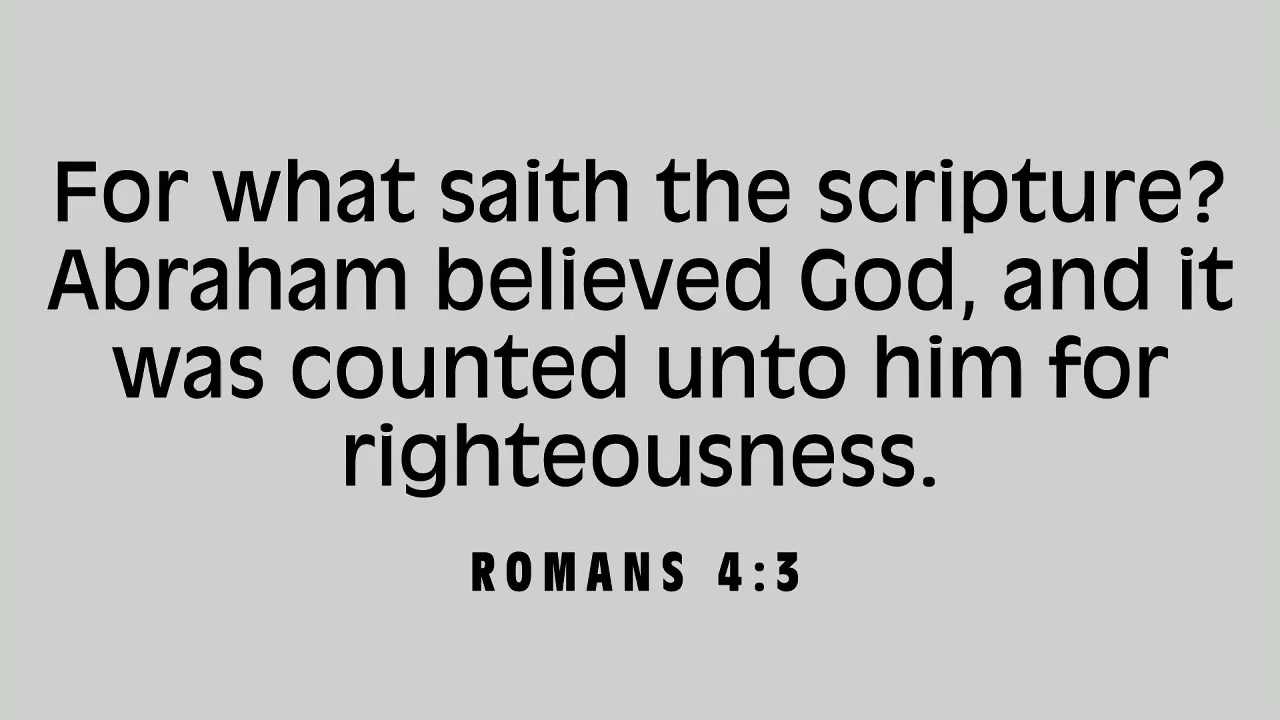 For what saith the scripture?
Abraham believed God, and it
was counted unto him for
righteousness.
ROMANS 4:3